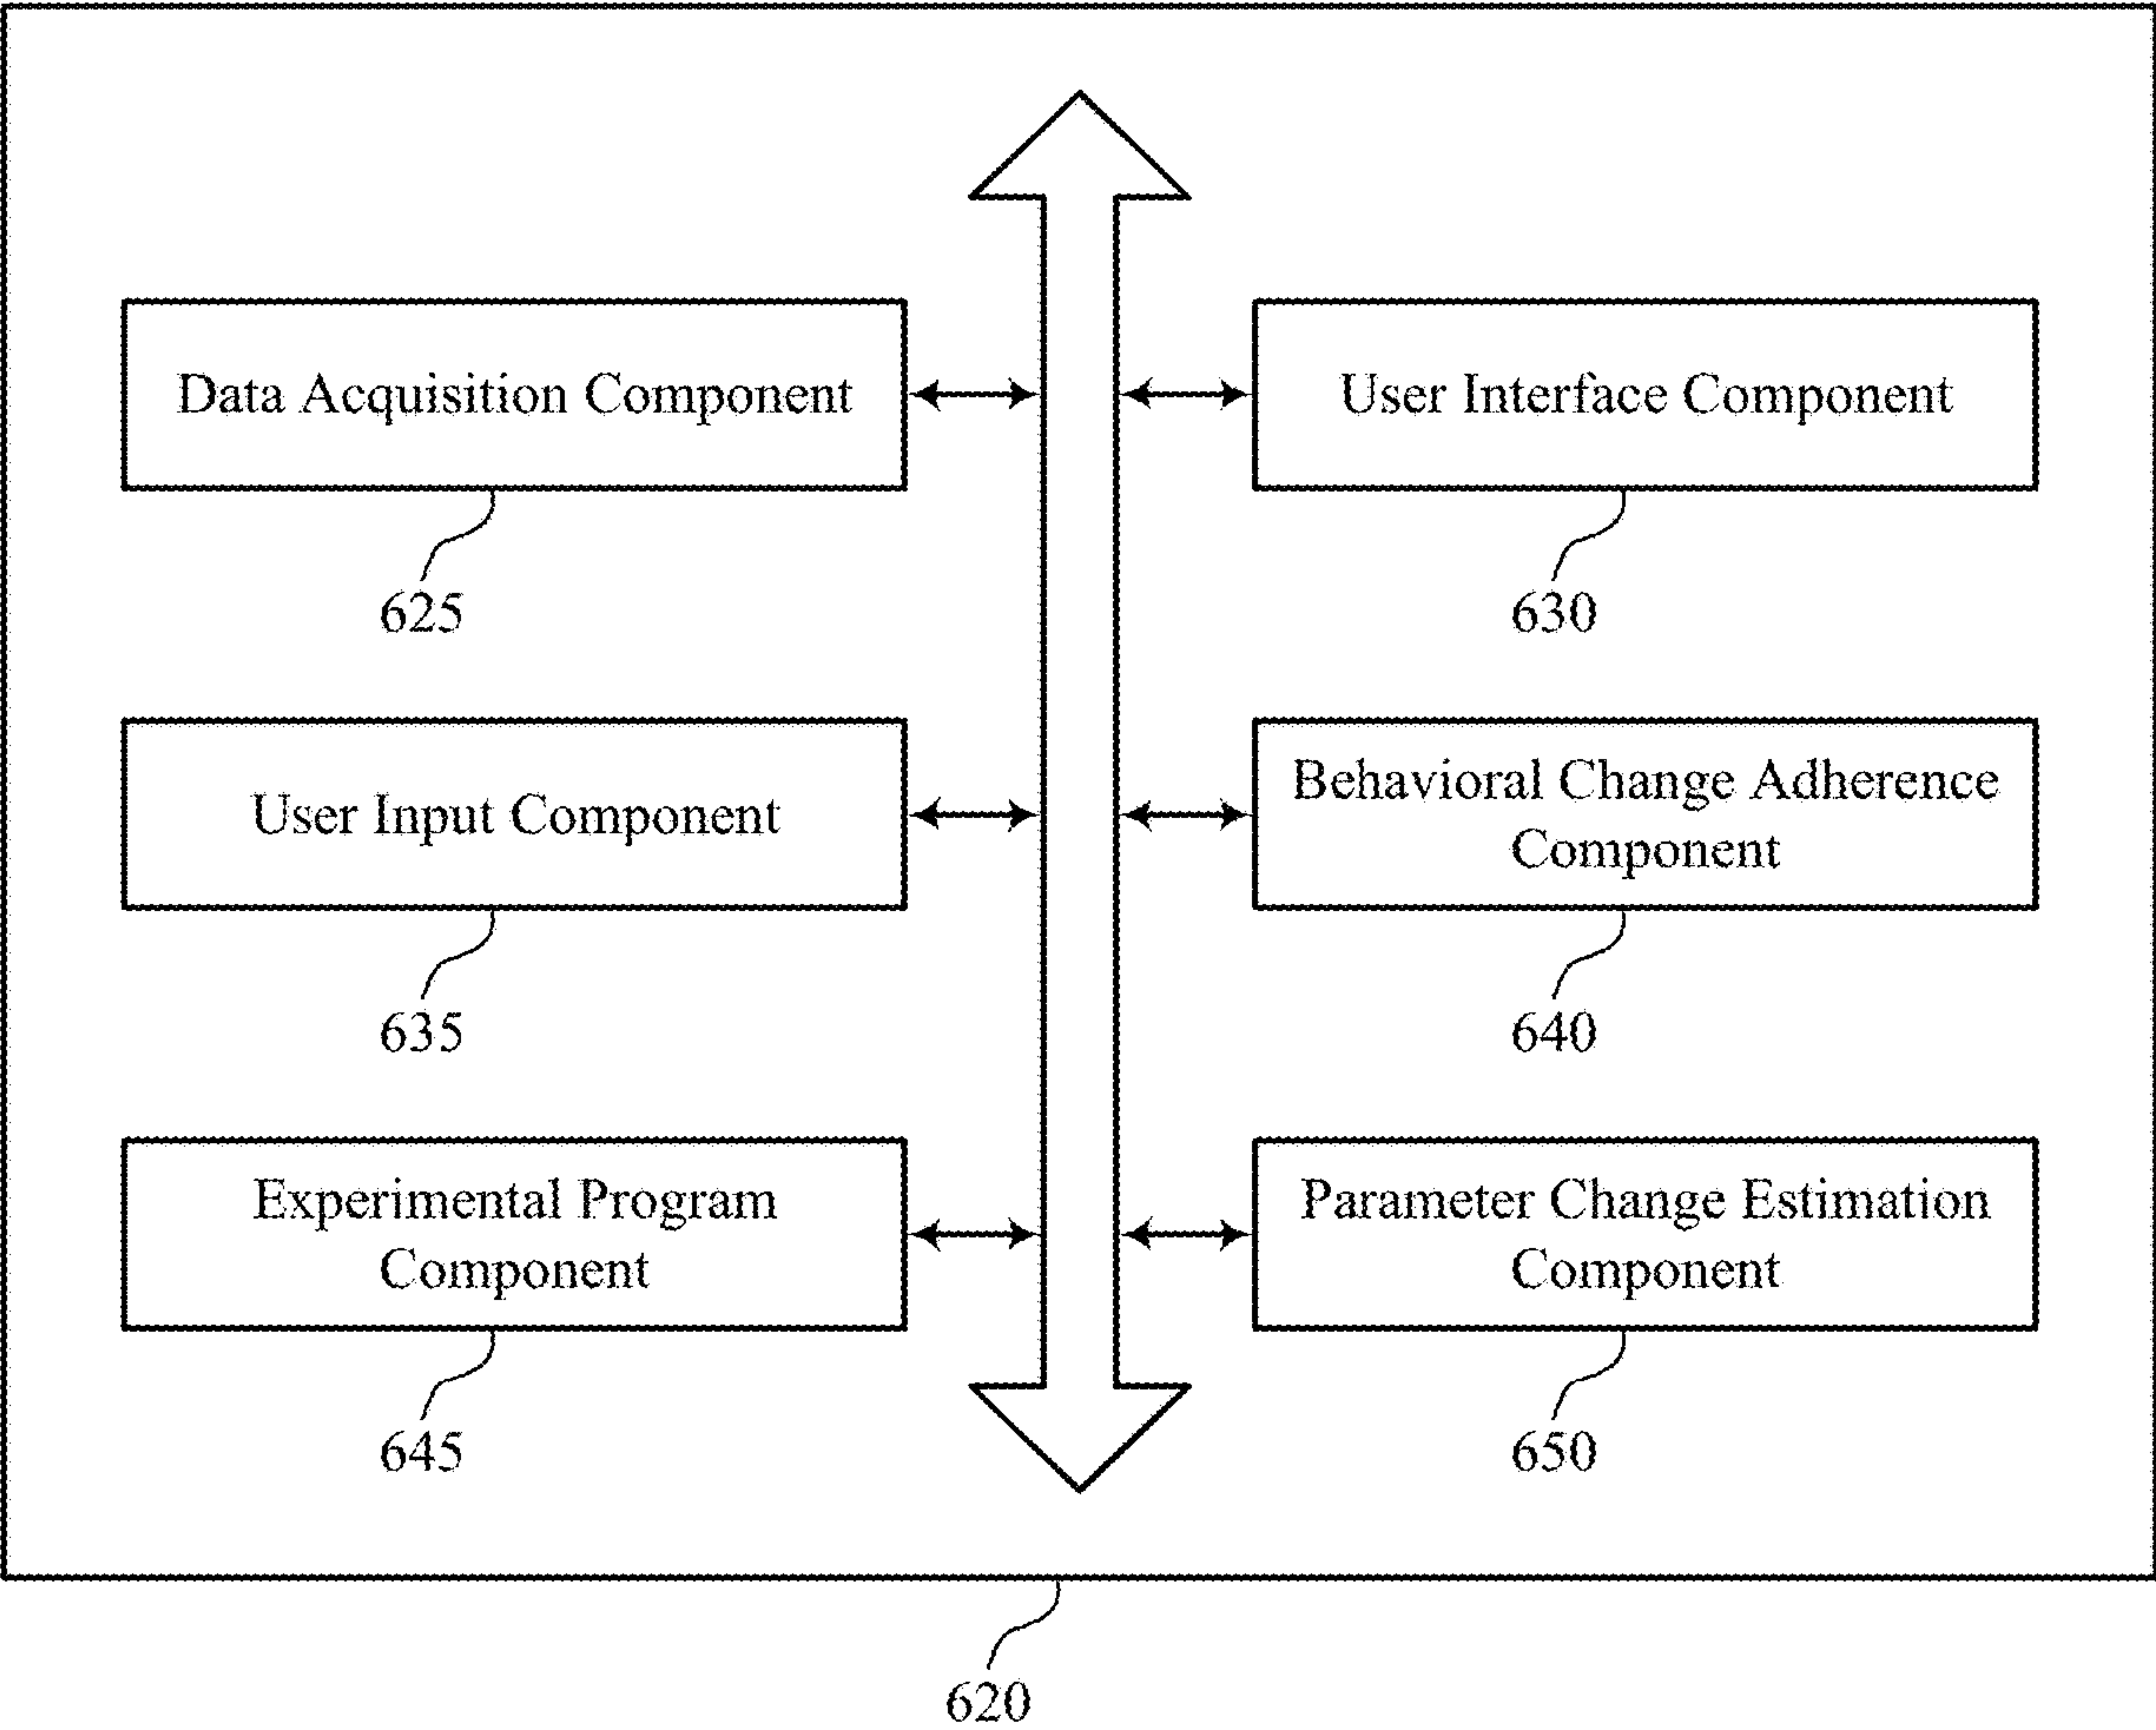 Data Acquisition Component
User Interface Component
625
630
User Input Component
Behavioral Change Adherence
Component
635
640
Experimental Program
Component
Parameter Change Estimation
Component
645
650
620